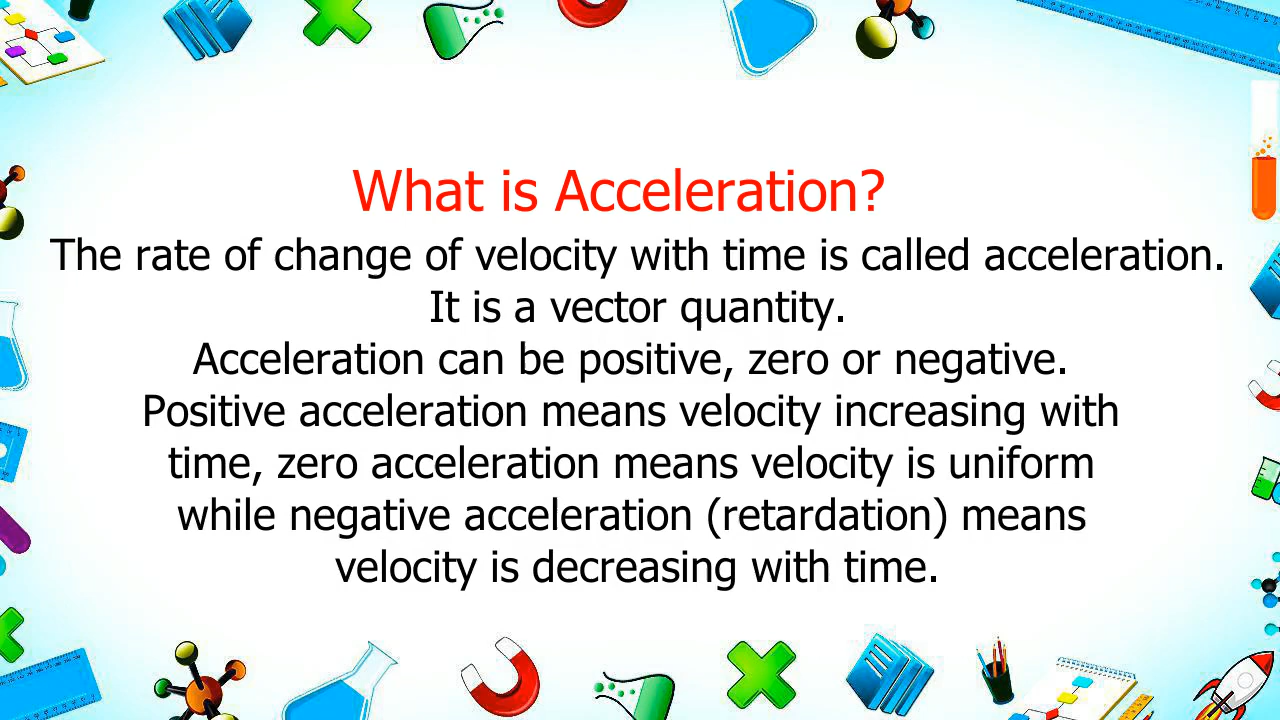 What is Acceleration?
The rate of change of velocity with time is called acceleration.
It is a vector quantity.
Acceleration can be positive, zero or negative.
Positive acceleration means velocity increasing with
time, zero acceleration means velocity is uniform
while negative acceleration (retardation) means
velocity is decreasing with time.